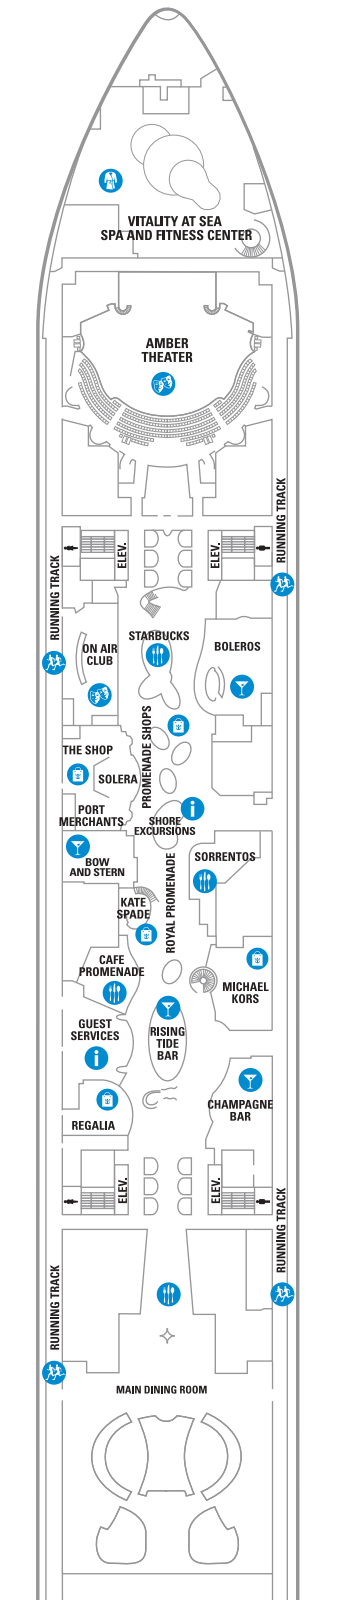 VITALITY AT SEA
SPA AND FITNESS CENTER
AMBER
THEATER
RUNNING TRACK
ELEV.
ELEV.
RUNNING TRACK
STARBUCKS
ON AIR
CLUB
BOLEROS
PROMENADE SHOPS
THE SHOP
SOLERA
PORT
MERCHANTS
i
SHORE
EXCURSIONS
BOW
AND STERN
ROYAL PROMENADE
SORRENTOS
KATE
SPADE
CAFE
PROMENADE
MICHAEL
KORS
GUEST
SERVICES
i
RISING
TIDE
BAR
CHAMPAGNE
BAR
REGALIA
ELEV.
ELEV.
RUNNING TRACK
RUNNING TRACK
MAIN DINING ROOM